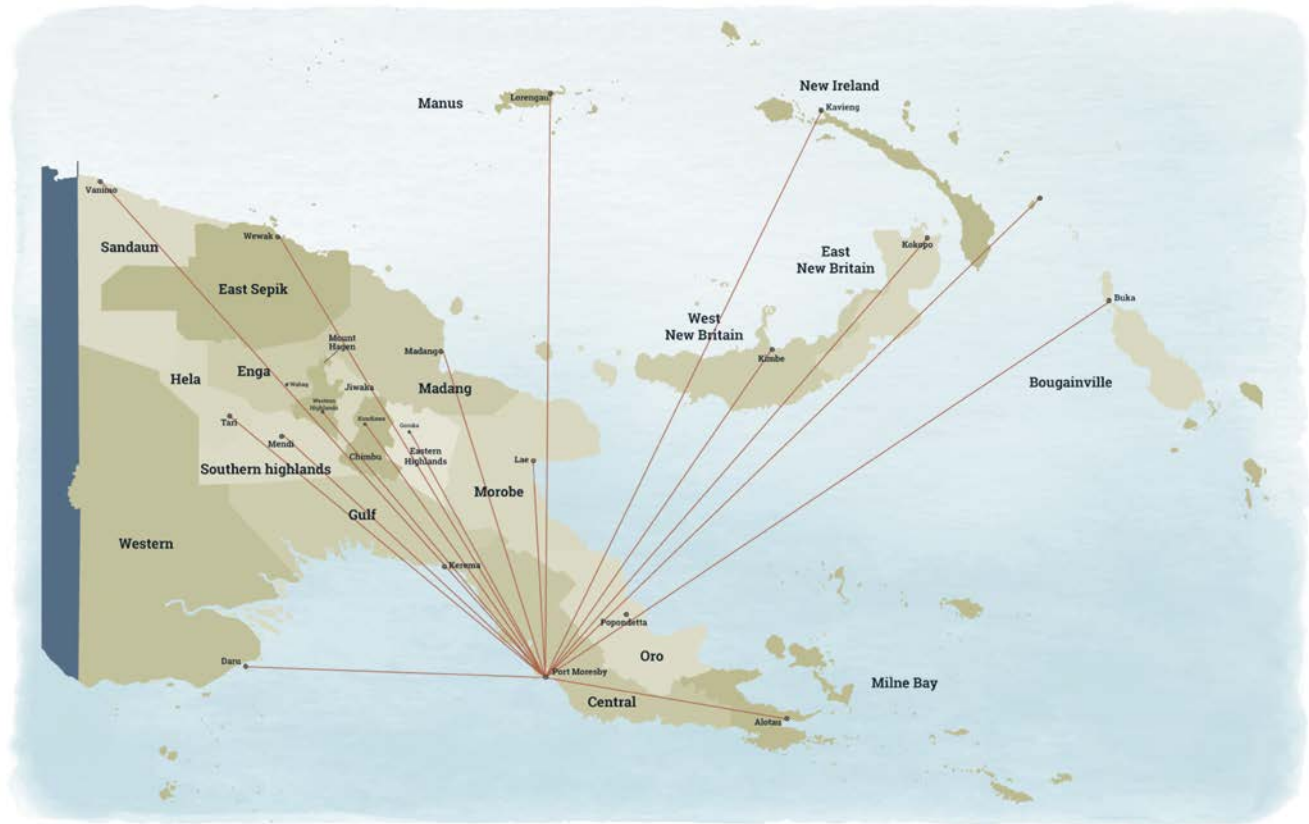 New Ireland
Manus
Lorengau
Kavieng
Vanimo
Sandaun
Wewak
East
New Britain
Kokopo
East Sepik
Buka
West
New Britain
Mount
Hagen
Madang
Kimbe
Hela
Enga
Wabag
Jiwaka
Madang
Bougainville
Western
Highlands
Tari
Kundiawa
Goroka
Mendi
Chimbu
Eastern
Highlands
Southern highlands
Lae
Morobe
Gulf
Western
Kerema
Popondetta
Daru
Port Moresby
Oro
Milne Bay
Central
Alotau